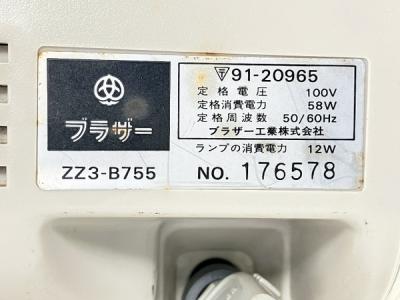 ブラザー
ZZ3-B755
〒91-20965
定格電圧 100V
定格消費電力 58W
定格周波数 50/60Hz
ブラザー工業株式会社
ランプの消費電力 12W
NO. 176578